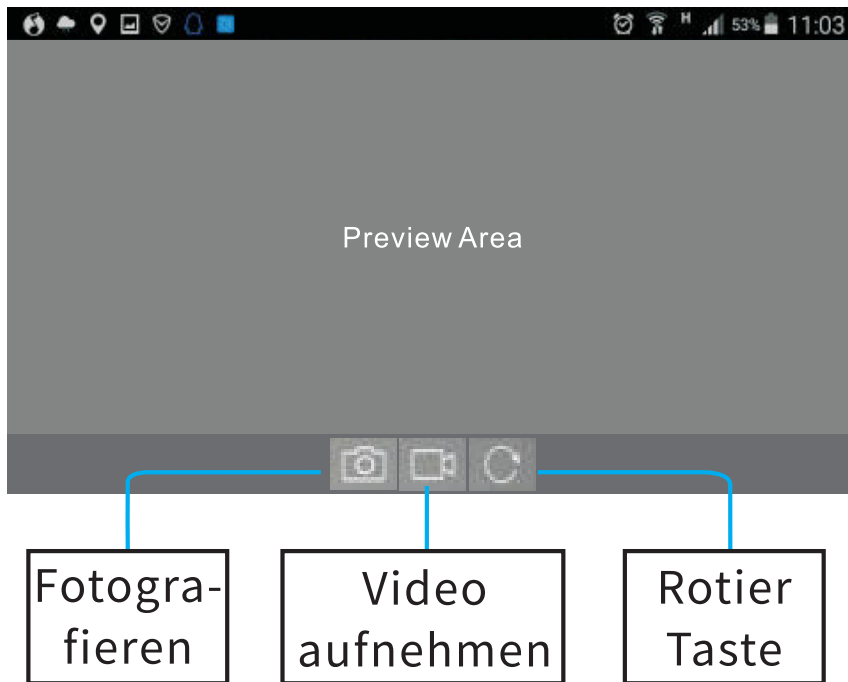 H 53% 11:03
Preview Area
Fotogra-
fieren
Video
aufnehmen
Rotier
Taste